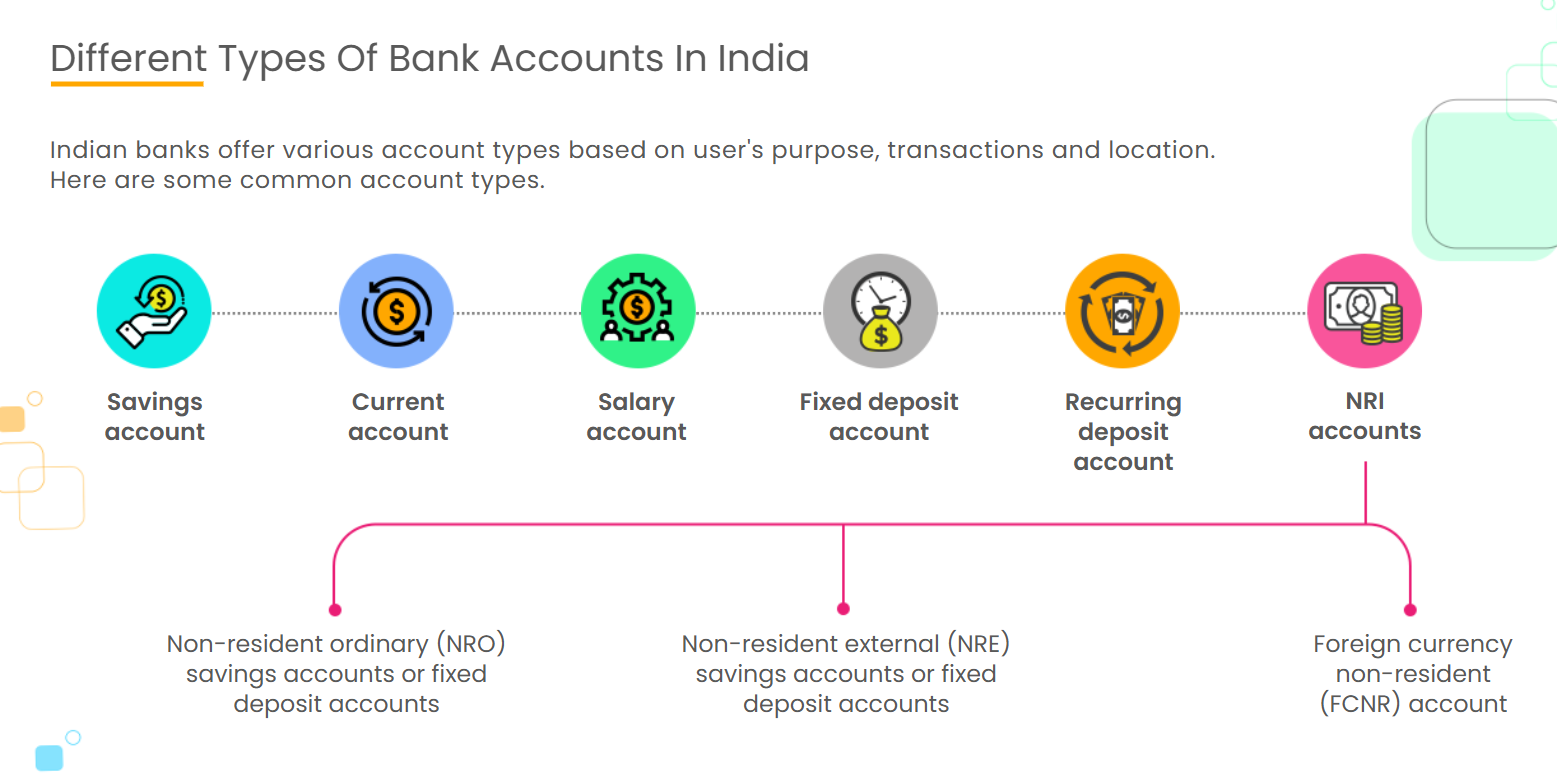 Different Types Of Bank Accounts In India
Indian banks offer various account types based on user's purpose, transactions and location.
Here are some common account types.
Savings
account
Current
account
Salary
account
Fixed deposit
account
Recurring
deposit
account
NRI
accounts
Non-resident ordinary (NRO)
savings accounts or fixed
deposit accounts
Non-resident external (NRE)
savings accounts or fixed
deposit accounts
Foreign currency
non-resident
(FCNR) account